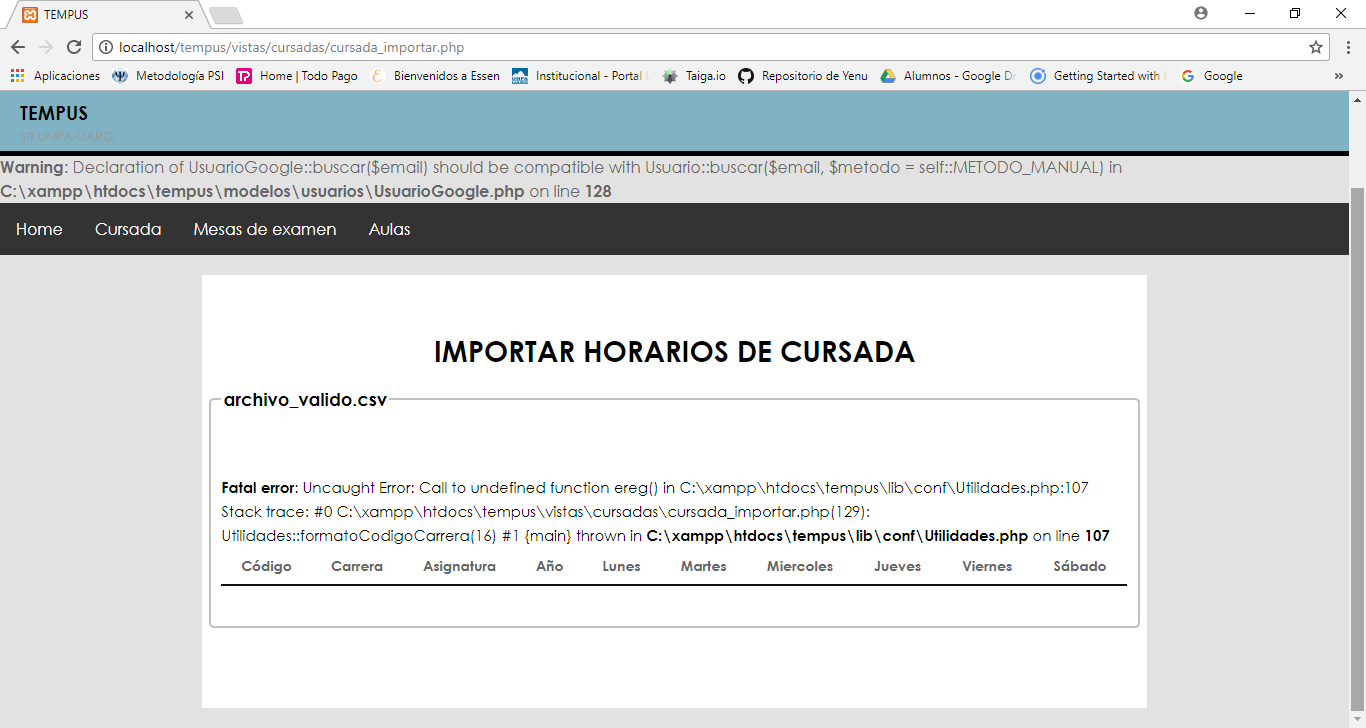 TEMPUS
localhost/tempus/vistas/cursadas/cursada_importar.php
Aplicaciones Metodología PSI Home | Todo Pago Bienvenidos a Essen Institucional - Portal Taiga.io Repositorio de Yenu Alumnos - Google Dr Getting Started with Google »
TEMPUS
SIT UNPA-UARG
Warning: Declaration of UsuarioGoogle::buscar($email) should be compatible with Usuario::buscar($email, $metodo = self::METODO_MANUAL) in
C:\xampp\htdocs\tempus\modelos\usuarios\UsuarioGoogle.php on line 128
Home Cursada Mesas de examen Aulas
IMPORTAR HORARIOS DE CURSADA
archivo_valido.csv
Fatal error: Uncaught Error: Call to undefined function ereg() in C:\xampp\htdocs\tempus\lib\conf\Utilidades.php:107
Stack trace: #0 C:\xampp\htdocs\tempus\vistas\cursadas\cursada_importar.php(129):
Utilidades::formatoCodigoCarrera(16) #1 {main} thrown in C:\xampp\htdocs\tempus\lib\conf\Utilidades.php on line 107
Código Carrera Asignatura Año Lunes Martes Miercoles Jueves Viernes Sábado